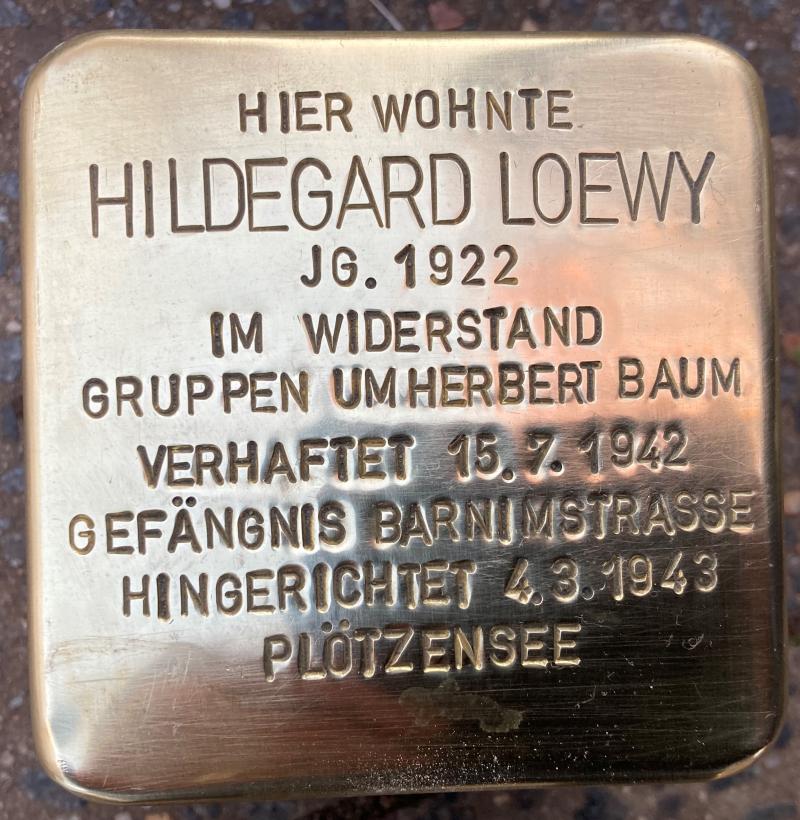 HIER WOHNTE
HILDEGARD LOEWY
JG. 1922
IM WIDERSTAND
GRUPPEN UM HERBERT BAUM
VERHAFTET 15.7.1942
GEFÄNGNIS BARNIMSTRASSE
HINGERICHTET 4.3.1943
PLÖTZENSEE